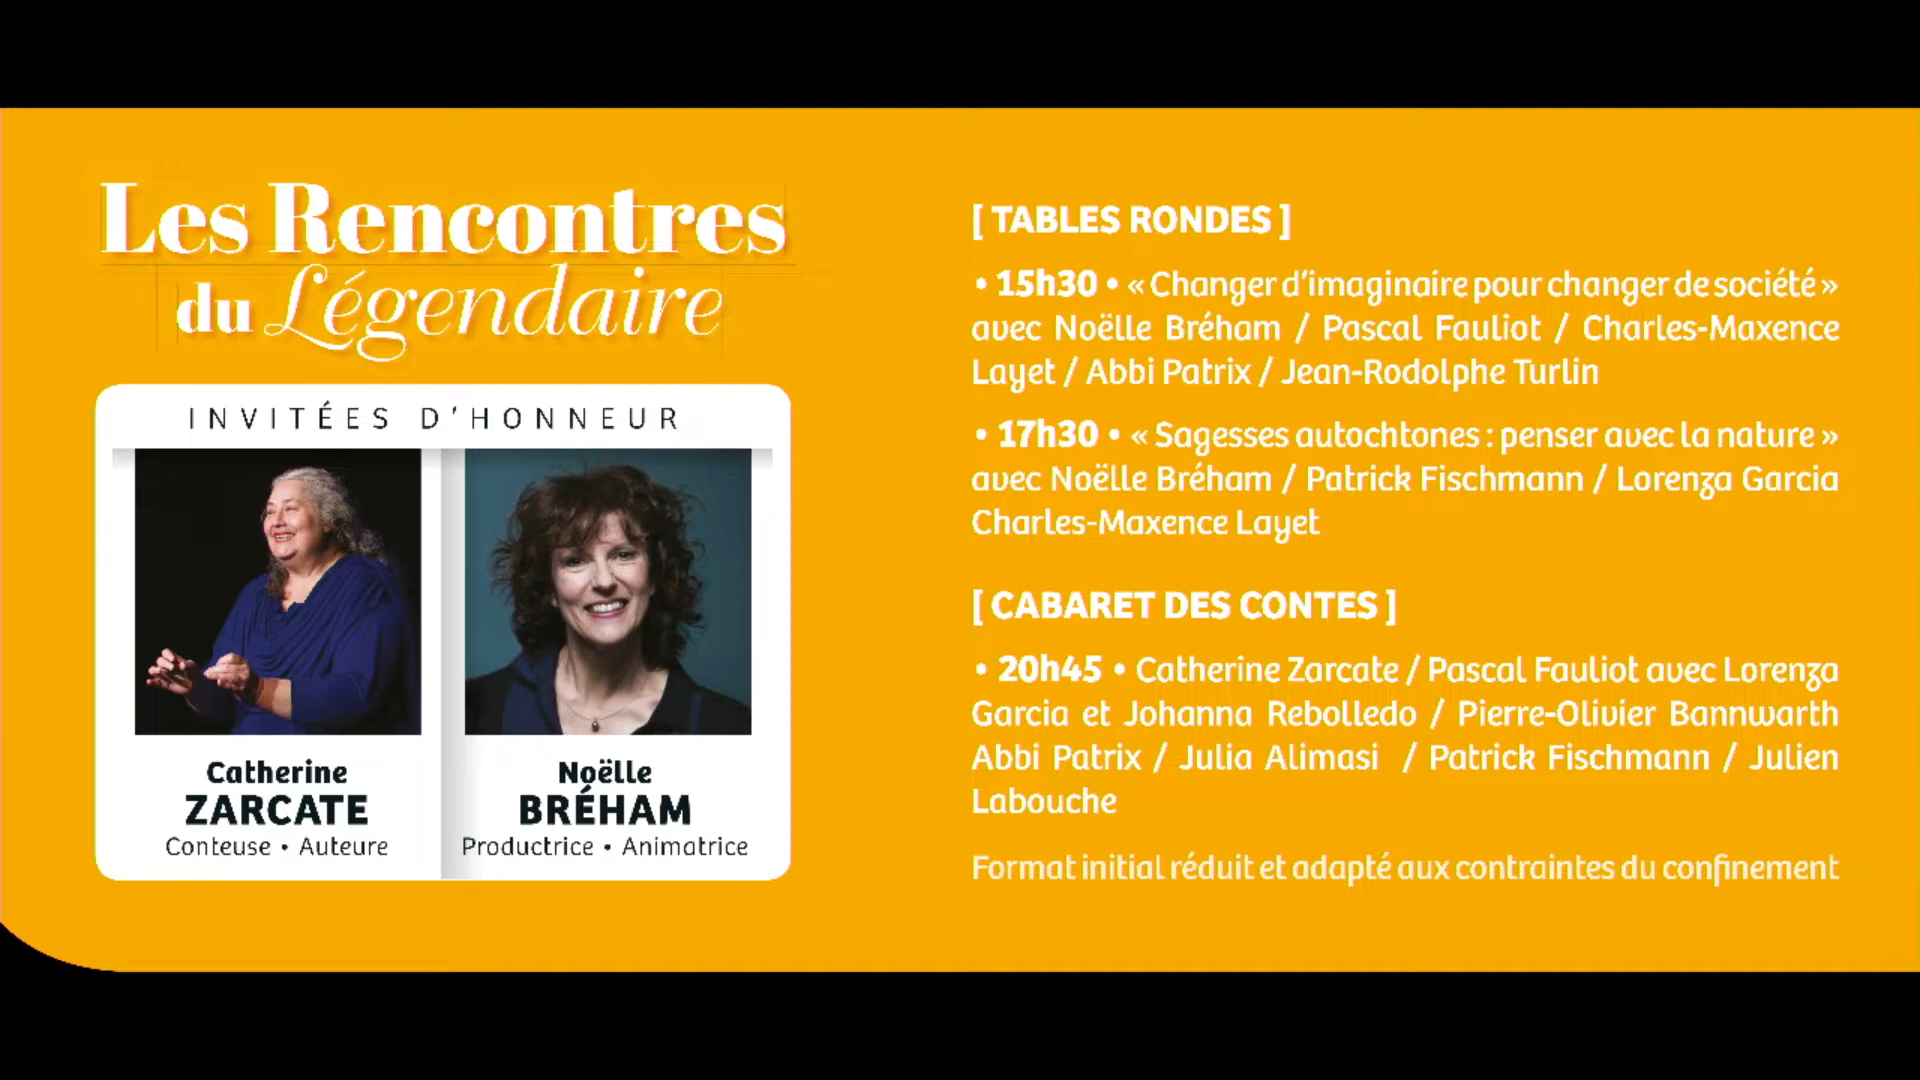 Les Rencontres
du Légendaire
INVITÉES D'HONNEUR
Catherine
ZARCATE
Conteuse • Auteure
Noëlle
BRÉHAM
Productrice • Animatrice
[ TABLES RONDES ]
• 15h30 • « Changer d'imaginaire pour changer de société »
avec Noëlle Bréham / Pascal Fauliot / Charles-Maxence
Layet / Abbi Patrix / Jean-Rodolphe Turlin
• 17h30 • « Sagesses autochtones : penser avec la nature »
avec Noëlle Bréham / Patrick Fischmann / Lorenza Garcia
Charles-Maxence Layet
[ CABARET DES CONTES ]
• 20h45 • Catherine Zarcate / Pascal Fauliot avec Lorenza
Garcia et Johanna Rebolledo / Pierre-Olivier Bannwarth
Abbi Patrix / Julia Alimasi / Patrick Fischmann / Julien
Labouche
Format initial réduit et adapté aux contraintes du confinement